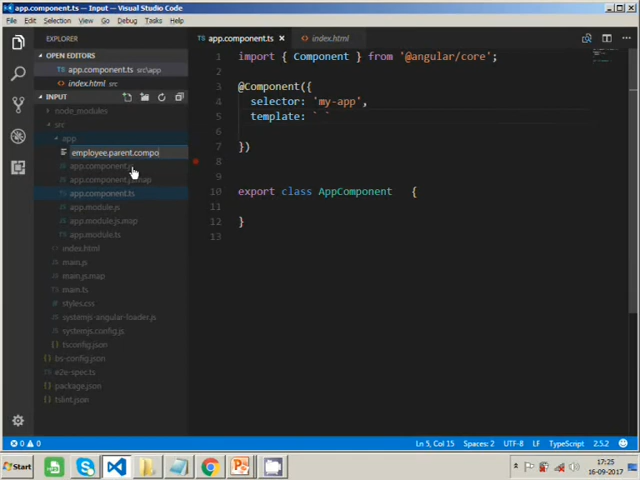 app.component.ts - Input - Visual Studio Code
File Edit Selection View Go Debug Tasks Help
EXPLORER
OPEN EDITORS
TS app.component.ts src\app
<> index.html
INPUT
node_modules
src
app
employee.parent.compo
app.component.js
app.component.js.map
app.component.ts
app.module.js
app.module.js.map
app.module.ts
index.html
main.js
main.js.map
main.ts
styles.css
systemjs-angular-loader.js
systemjs.config.js
tsconfig.json
bs-config.json
e2e-spec.ts
package.json
tslint.json
TS app.component.ts × <> index.html
1 import { Component } from '@angular/core';
2
3 @Component({
4 selector: 'my-app',
5 template: ` `
6
7 })
8
9
10 export class AppComponent {
11
12 }
13
0 0 Ln 5, Col 15 Spaces: 2 UTF-8 LF TypeScript 2.5.2
Start
17:25
16-09-2017